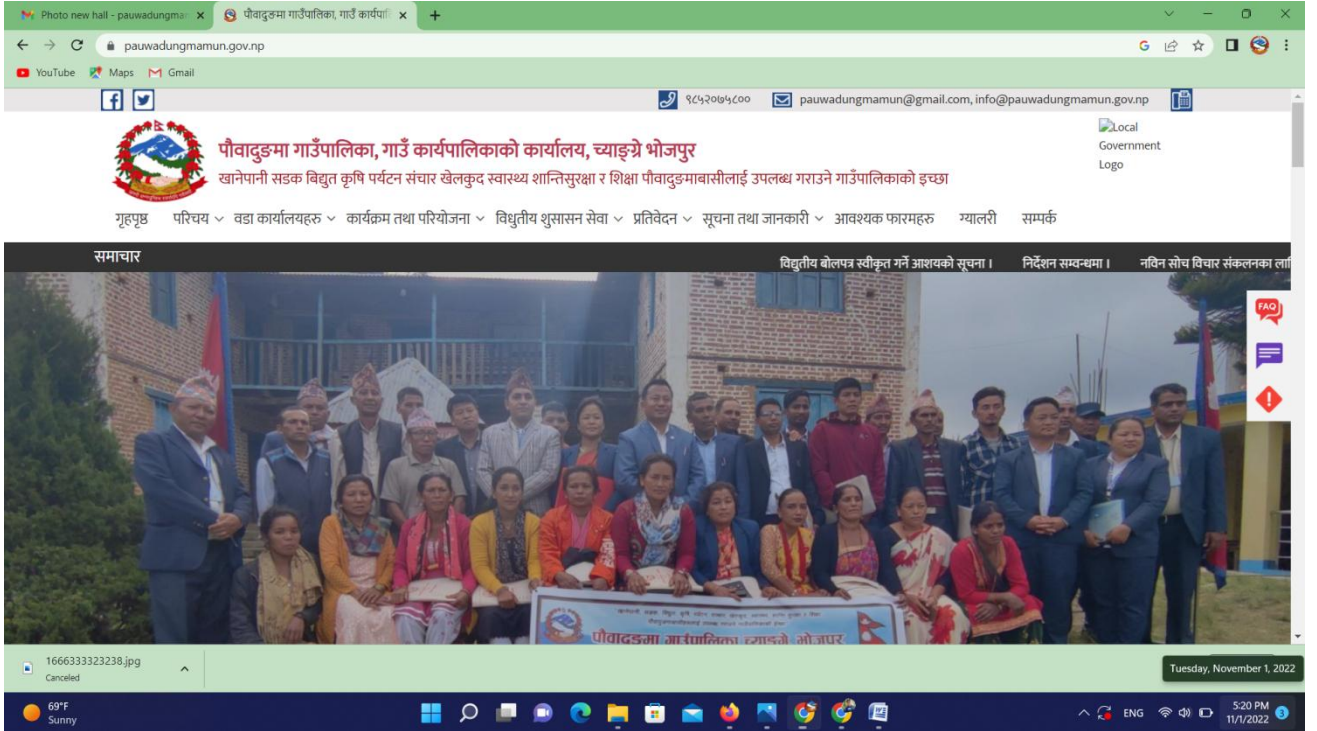 Photo new hall - pauwadungma
पौवादुङमा गाउँपालिका, गाउँ कार्यपालि
pauwadungmamun.gov.np
YouTube Maps Gmail
९८५२०७५८०० pauwadungmamun@gmail.com, info@pauwadungmamun.gov.np
Local Government Logo
पौवादुङमा गाउँपालिका, गाउँ कार्यपालिकाको कार्यालय, च्याङ्ग्रे भोजपुर
खानेपानी सडक बिद्युत कृषि पर्यटन संचार खेलकुद स्वास्थ्य शान्तिसुरक्षा र शिक्षा पौवादुङमाबासीलाई उपलब्ध गराउने गाउँपालिकाको इच्छा
गृहपृष्ठ परिचय वडा कार्यालयहरु कार्यक्रम तथा परियोजना विधुतीय शुसासन सेवा प्रतिवेदन सूचना तथा जानकारी आवश्यक फारमहरु ग्यालरी सम्पर्क
समाचार विद्युतीय बोलपत्र स्वीकृत गर्ने आशयको सूचना । निर्देशन सम्वन्धमा । नविन सोच विचार संकलनका
FAQ
पौवादुङमा गाउँपालिका च्याङग्रे भोजपुर
1666333323238.jpg
Canceled
Tuesday, November 1, 2022
69°F
Sunny
ENG
5:20 PM
11/1/2022
3